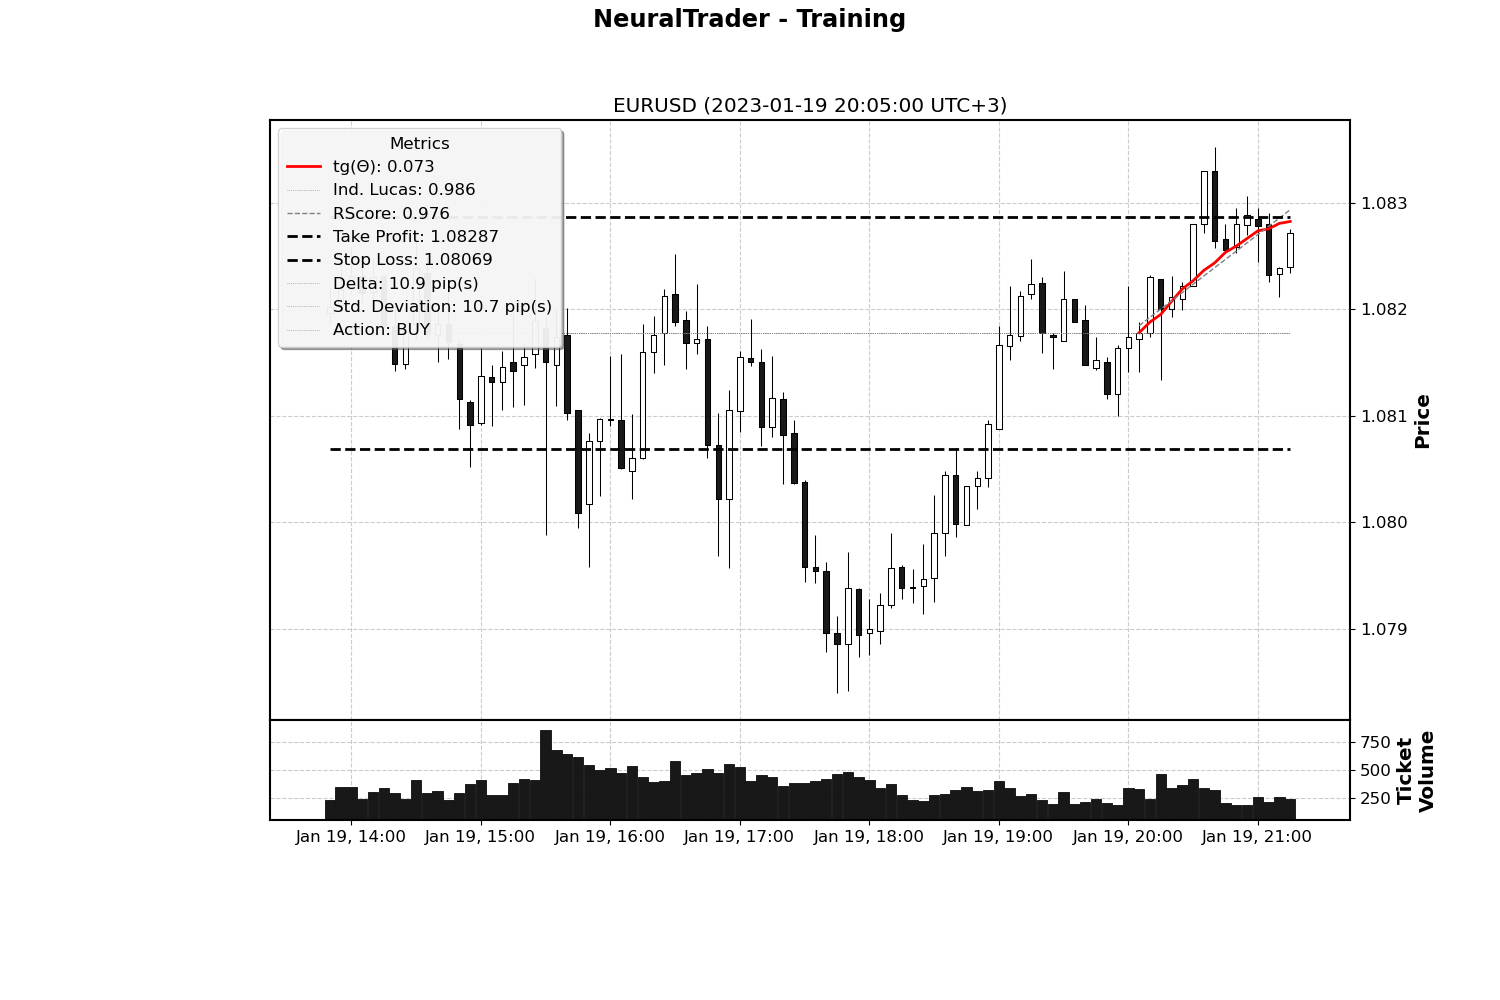 NeuralTrader - Training
EURUSD (2023-01-19 20:05:00 UTC+3)
Metrics
tg(Θ): 0.073
Ind. Lucas: 0.986
RScore: 0.976
Take Profit: 1.08287
Stop Loss: 1.08069
Delta: 10.9 pip(s)
Std. Deviation: 10.7 pip(s)
Action: BUY
1.083
1.082
1.081
1.080
1.079
Price
750
500
250
Ticket
Volume
Jan 19, 14:00
Jan 19, 15:00
Jan 19, 16:00
Jan 19, 17:00
Jan 19, 18:00
Jan 19, 19:00
Jan 19, 20:00
Jan 19, 21:00